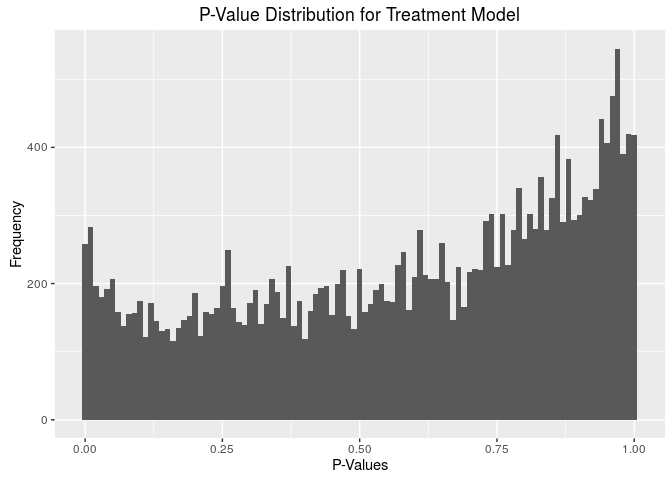 P-Value Distribution for Treatment Model
Frequency
400
200
0
0.00 0.25 0.50 0.75 1.00
P-Values